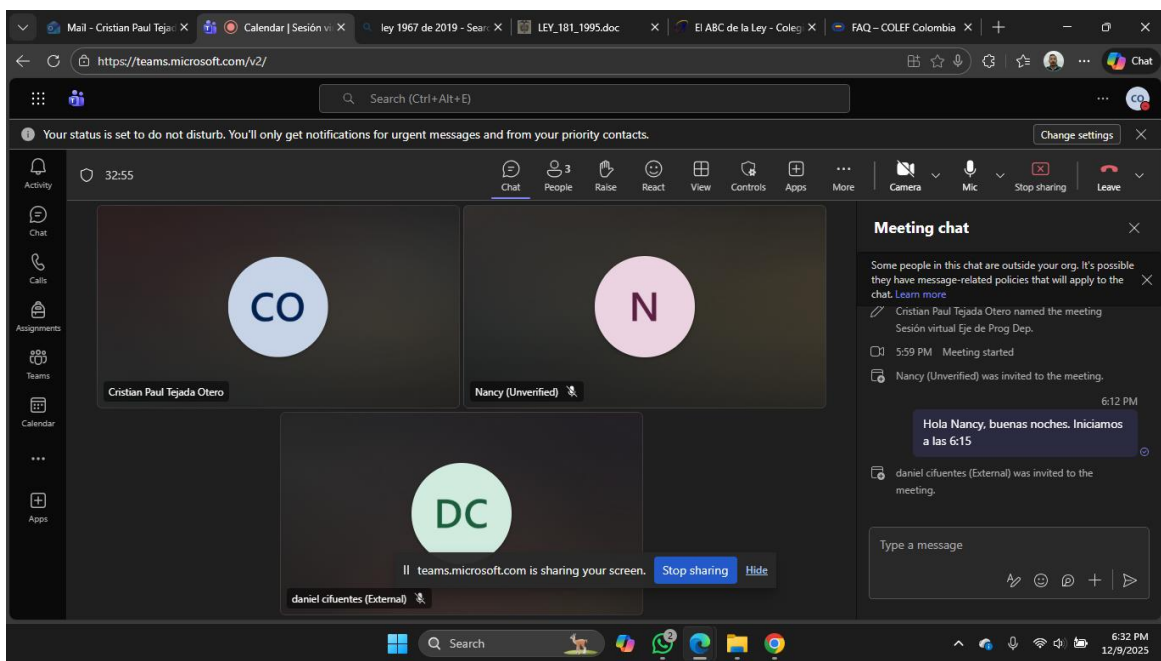 Mail - Cristian Paul Tejad
Calendar | Sesión vi
ley 1967 de 2019 - Searc
LEY_181_1995.doc
El ABC de la Ley - Coleg
FAQ – COLEF Colombia
https://teams.microsoft.com/v2/
Chat
Search (Ctrl+Alt+E)
CO
Your status is set to do not disturb. You'll only get notifications for urgent messages and from your priority contacts.
Change settings
Activity
Chat
Calls
Assignments
Teams
Calendar
Apps
32:55
Chat
3
People
Raise
React
View
Controls
Apps
More
Camera
Mic
Stop sharing
Leave
CO
Cristian Paul Tejada Otero
N
Nancy (Unverified)
DC
daniel cifuentes (External)
teams.microsoft.com is sharing your screen.
Stop sharing
Hide
Meeting chat
Some people in this chat are outside your org. It's possible
they have message-related policies that will apply to the
chat. Learn more
Cristian Paul Tejada Otero named the meeting
Sesión virtual Eje de Prog Dep.
5:59 PM Meeting started
Nancy (Unverified) was invited to the meeting.
6:12 PM
Hola Nancy, buenas noches. Iniciamos
a las 6:15
daniel cifuentes (External) was invited to the
meeting.
Type a message
Search
2
6:32 PM
12/9/2025